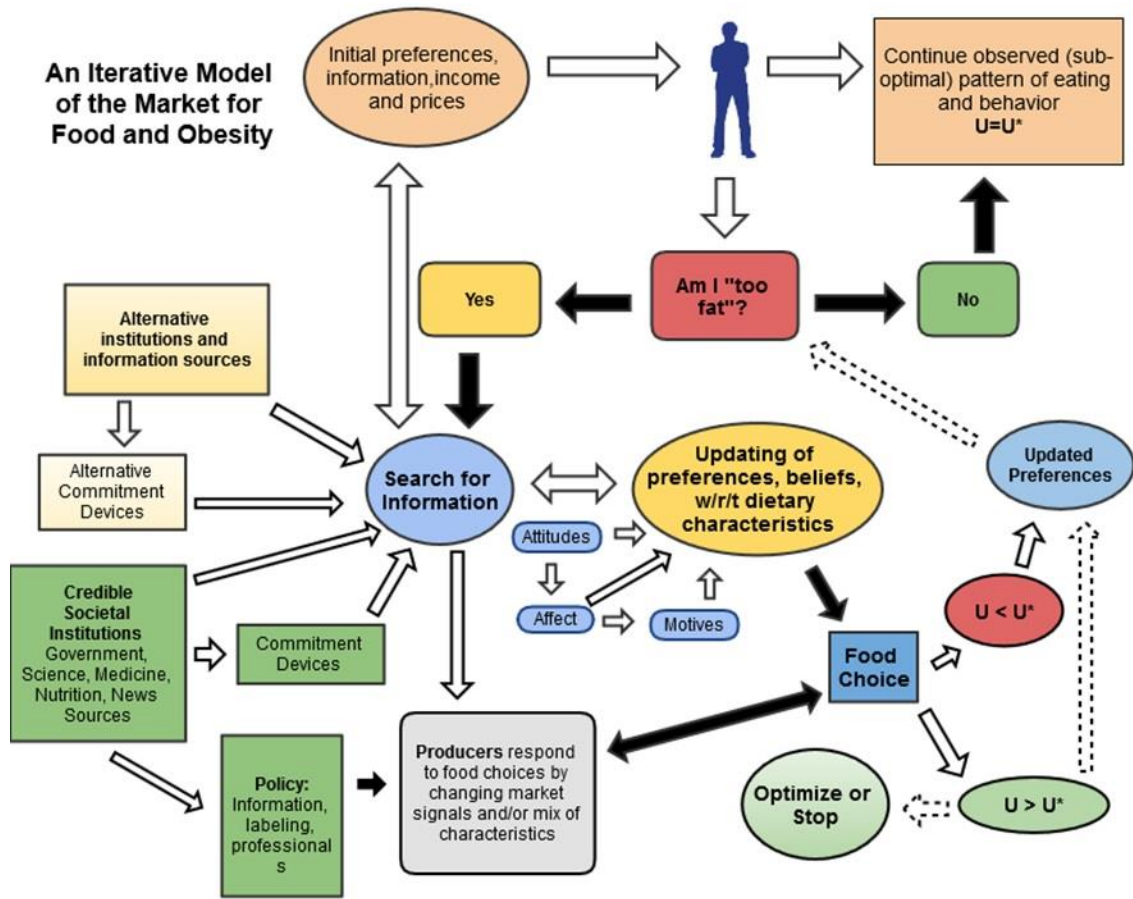 An Iterative Model
of the Market for
Food and Obesity
Initial preferences,
information,income
and prices
Continue observed (sub-
optimal) pattern of eating
and behavior
U=U*
Yes
Am I "too
fat"?
No
Alternative
institutions and
information sources
Alternative
Commitment
Devices
Search for
Information
Updating of
preferences, beliefs,
w/r/t dietary
characteristics
Updated
Preferences
Attitudes
Affect
Motives
Credible
Societal
Institutions
Government,
Science, Medicine,
Nutrition, News
Sources
Commitment
Devices
Food
Choice
U < U*
Policy:
Information,
labeling,
professional
s
Producers respond
to food choices by
changing market
signals and/or mix of
characteristics
Optimize or
Stop
U > U*